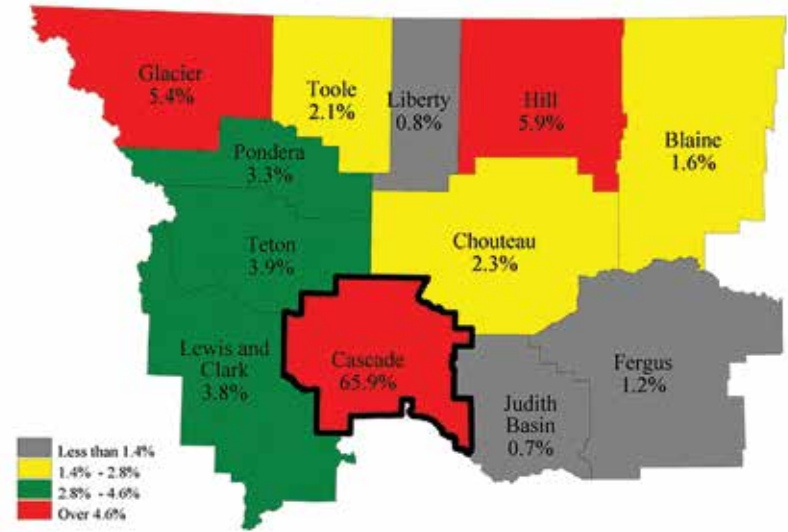 Glacier
5.4%
Toole
2.1%
Liberty
0.8%
Hill
5.9%
Blaine
1.6%
Pondera
3.3%
Teton
3.9%
Chouteau
2.3%
Lewis and
Clark
3.8%
Cascade
65.9%
Judith
Basin
0.7%
Fergus
1.2%
Less than 1.4%
1.4% - 2.8%
2.8% - 4.6%
Over 4.6%